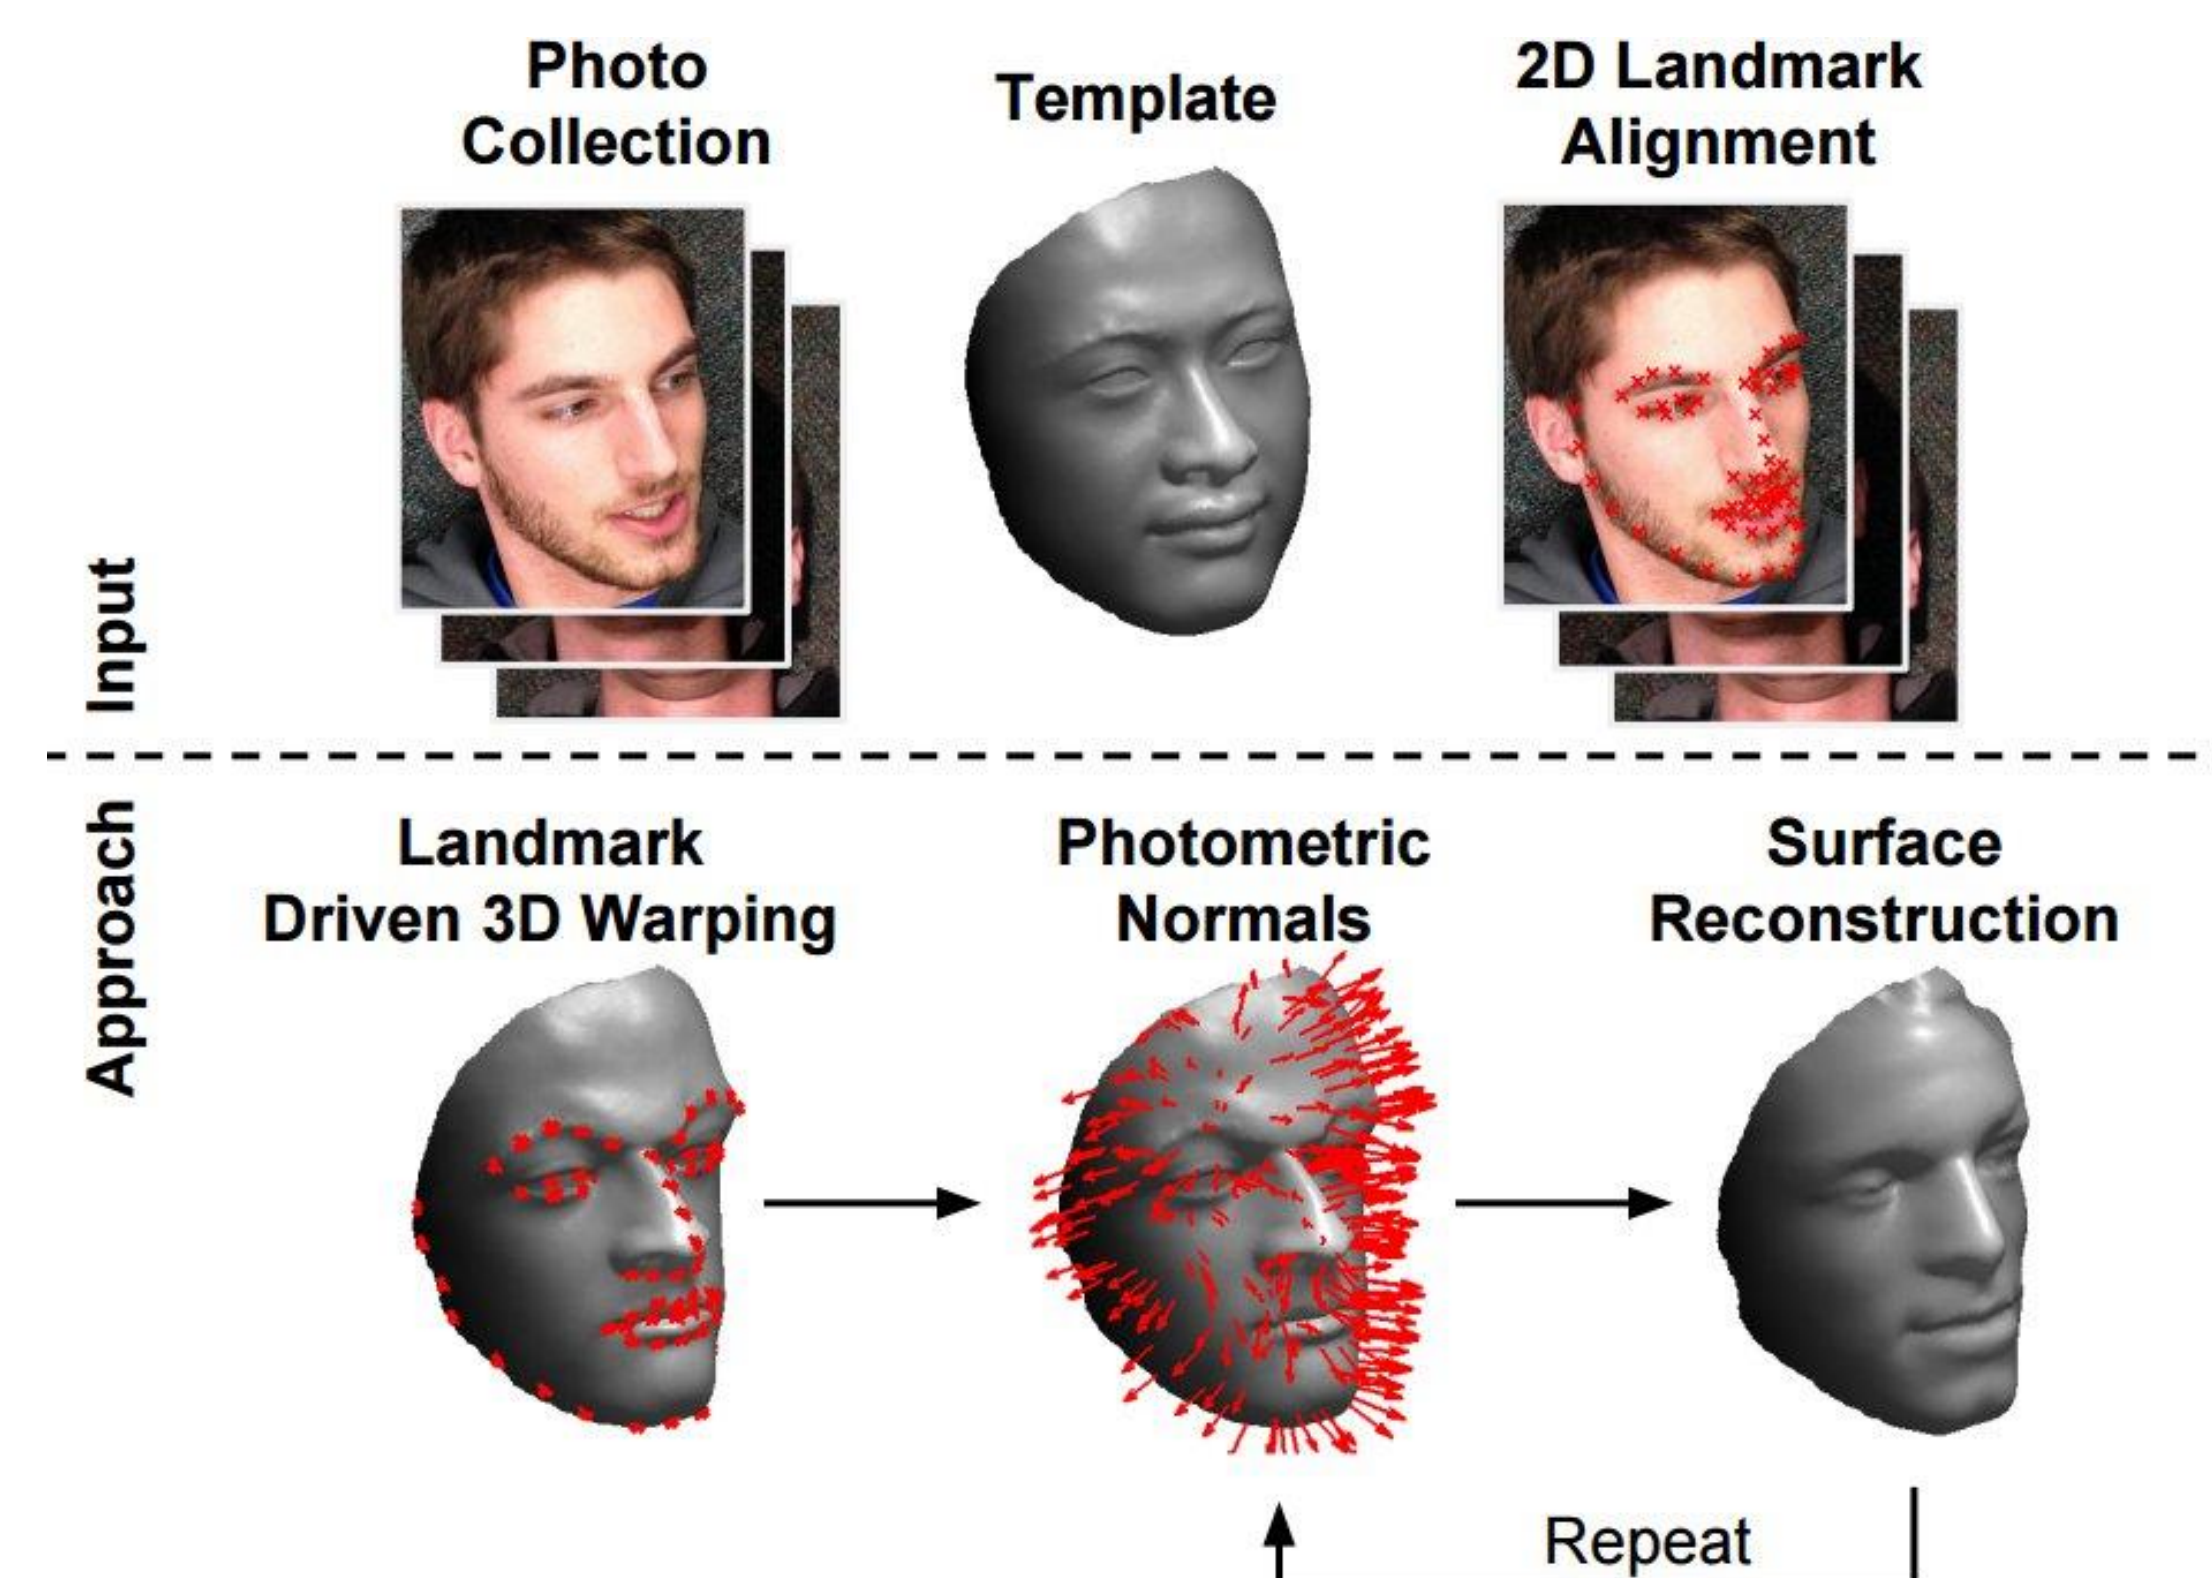 Photo
Collection
Template
2D Landmark
Alignment
Input
Approach
Landmark
Driven 3D Warping
Photometric
Normals
Surface
Reconstruction
Repeat